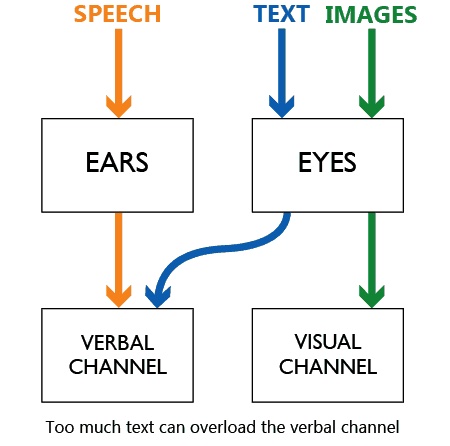 SPEECH TEXT IMAGES
EARS EYES
VERBAL
CHANNEL
VISUAL
CHANNEL
Too much text can overload the verbal channel